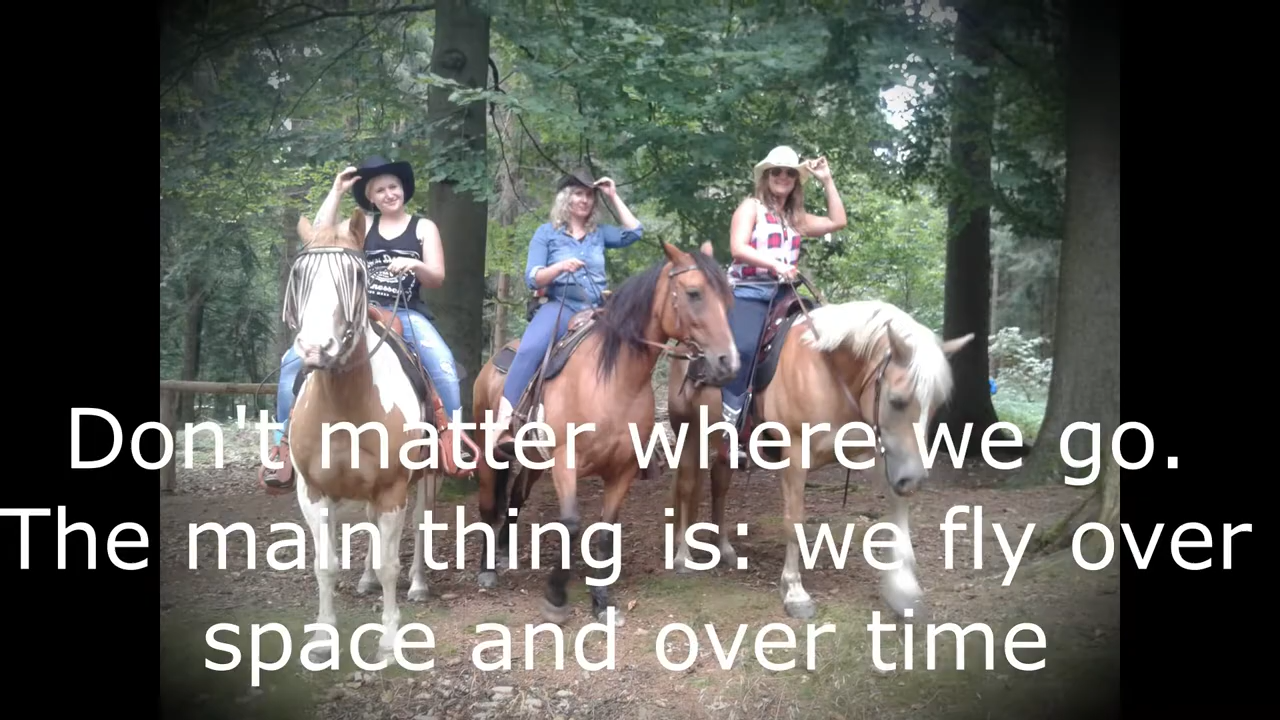 Don't matter where we go.
The main thing is: we fly over
space and over time